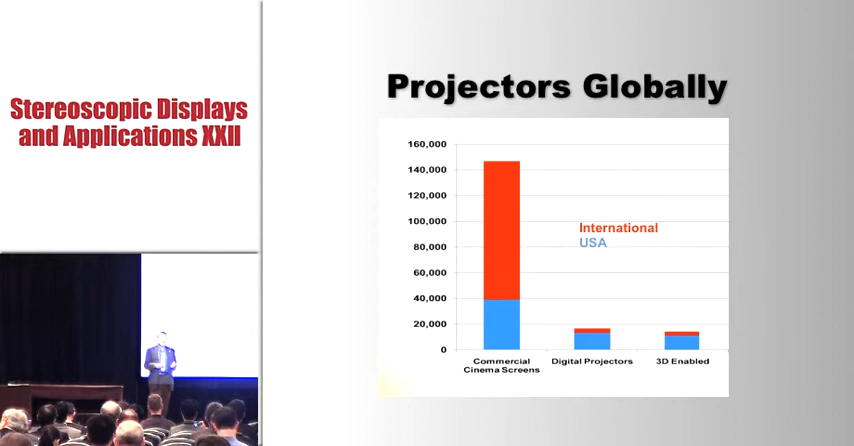 Stereoscopic Displays
and Applications XXII
Projectors Globally
160,000
140,000
120,000
100,000
80,000
60,000
40,000
20,000
0
International
USA
Commercial
Cinema Screens
Digital Projectors
3D Enabled